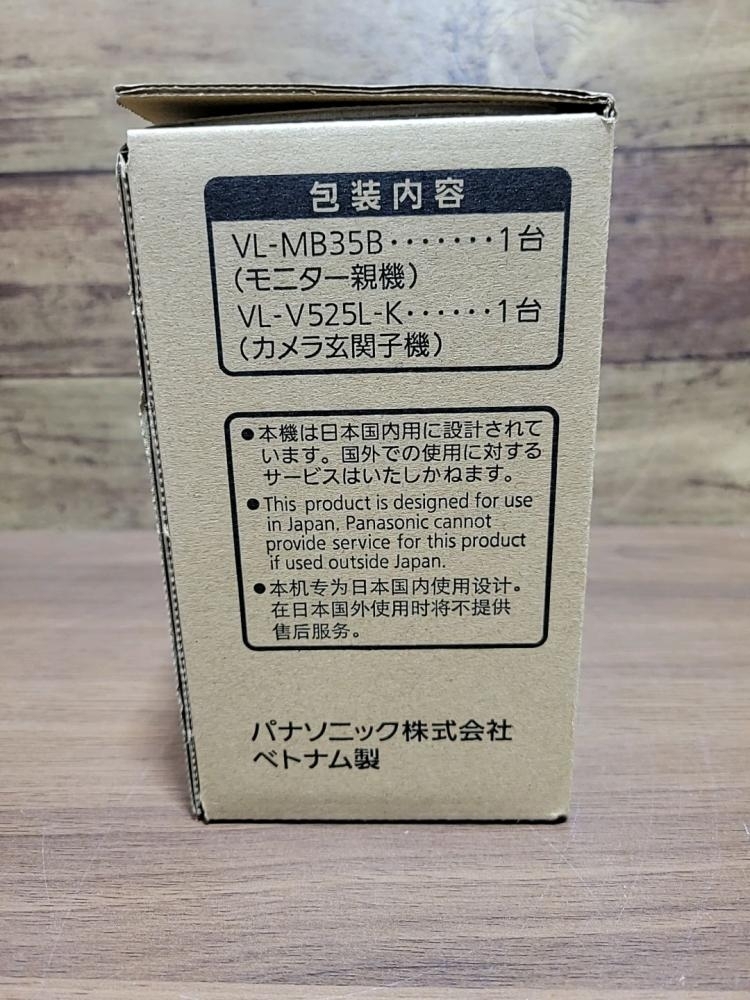 包装内容
VL-MB35B・・・・・・・1台
（モニター親機）
VL-V525L-K・・・・・・1台
（カメラ玄関子機）
●本機は日本国内用に設計されて
います。国外での使用に対する
サービスはいたしかねます。
●This product is designed for use
in Japan. Panasonic cannot
provide service for this product
if used outside Japan.
●本机专为日本国内使用设计。
在日本国外使用时将不提供
售后服务。
パナソニック株式会社
ベトナム製